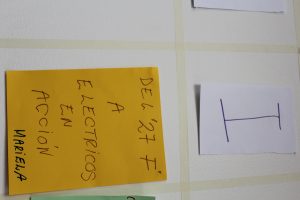 DEL '27 F'
A
ELECTRICOS
EN
ACCIÓN
MARIELA
I